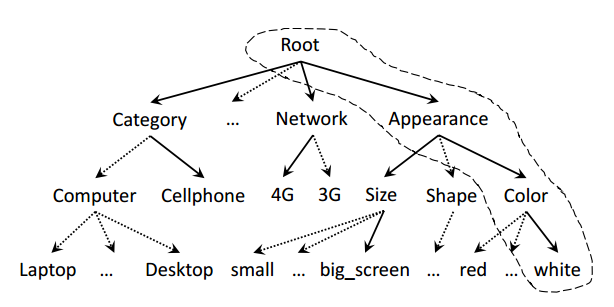 Root
Category ... Network Appearance
Computer Cellphone 4G 3G Size Shape Color
Laptop ... Desktop small ... big_screen ... red ... white